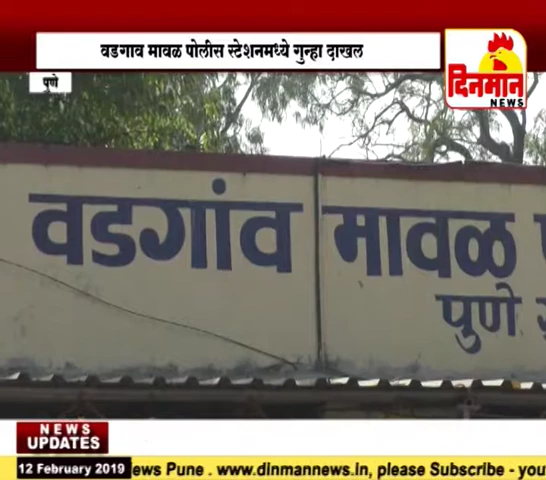 वडगाव मावळ पोलीस स्टेशनमध्ये गुन्हा दाखल
पुणे
दिनमान
NEWS
वडगांव मावळ
पुणे
NEWS
UPDATES
12 February 2019 ews Pune . www.dinmannews.in, please Subscribe - you